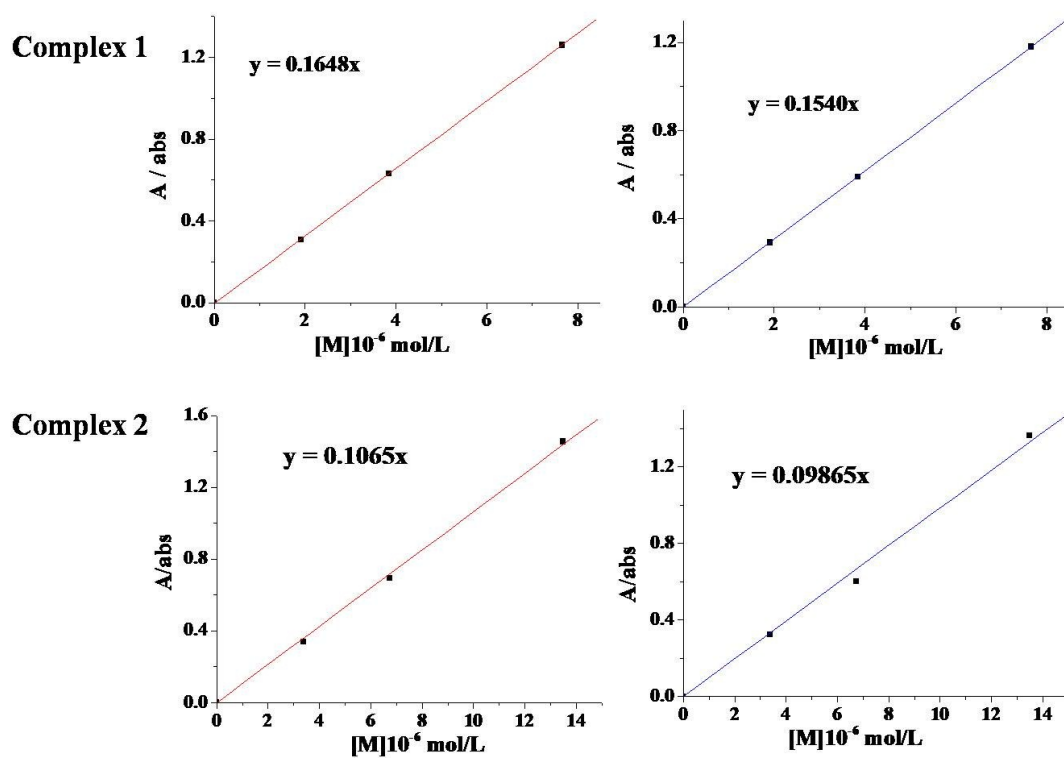 Complex 1
y = 0.1648x
A / abs
1.2
0.8
0.4
0.0
0 2 4 6 8
[M]10⁻⁶ mol/L
y = 0.1540x
A / abs
1.2
0.8
0.4
0.0
0 2 4 6 8
[M]10⁻⁶ mol/L
Complex 2
y = 0.1065x
A/abs
1.6
1.2
0.8
0.4
0.0
0 2 4 6 8 10 12 14
[M]10⁻⁶ mol/L
y = 0.09865x
A/abs
1.2
0.8
0.4
0.0
0 2 4 6 8 10 12 14
[M]10⁻⁶ mol/L